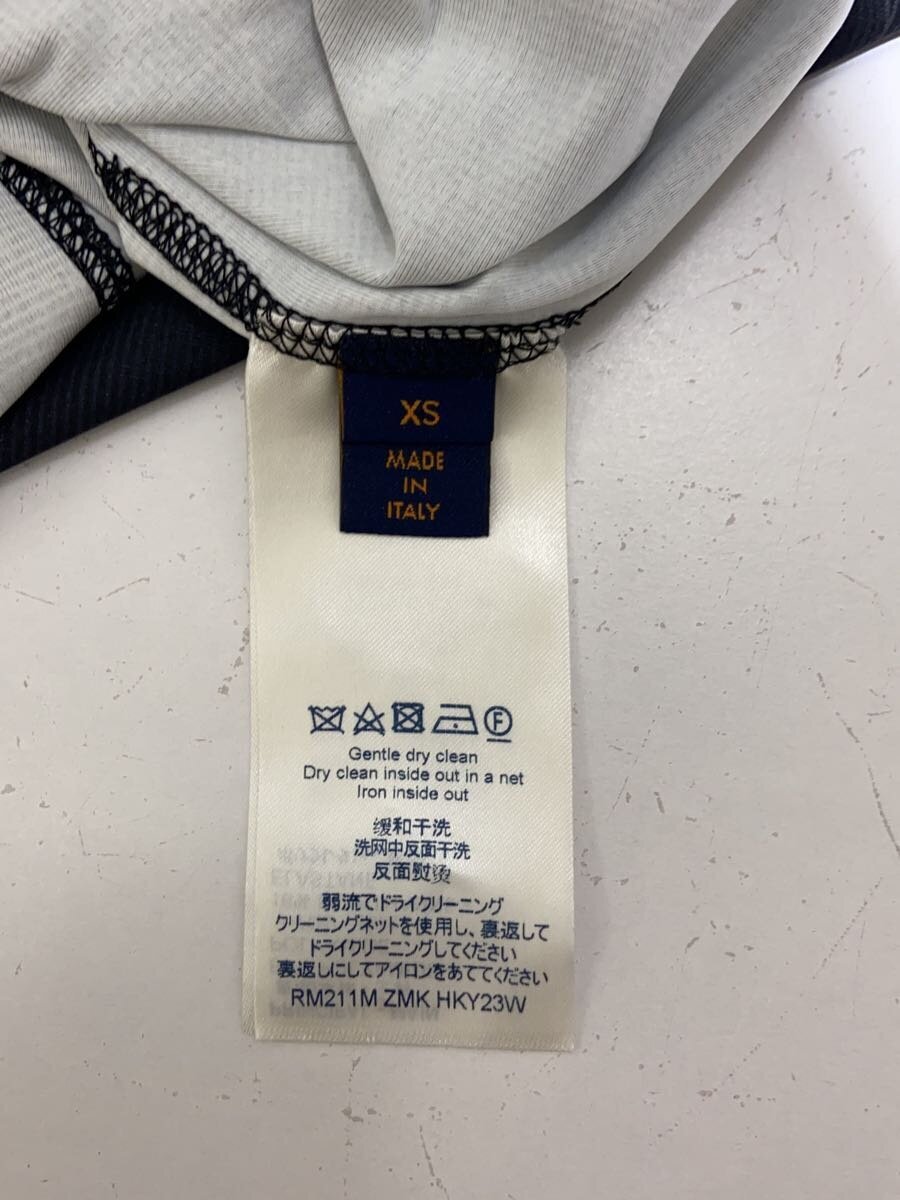 XS
MADE
IN
ITALY
F
Gentle dry clean
Dry clean inside out in a net
Iron inside out
缓和干洗
洗网中反面干洗
反面熨烫
弱流でドライクリーニング
クリーニングネットを使用し、裏返して
ドライクリーニングしてください
裏返しにしてアイロンをあててください
RM211M ZMK HKY23W